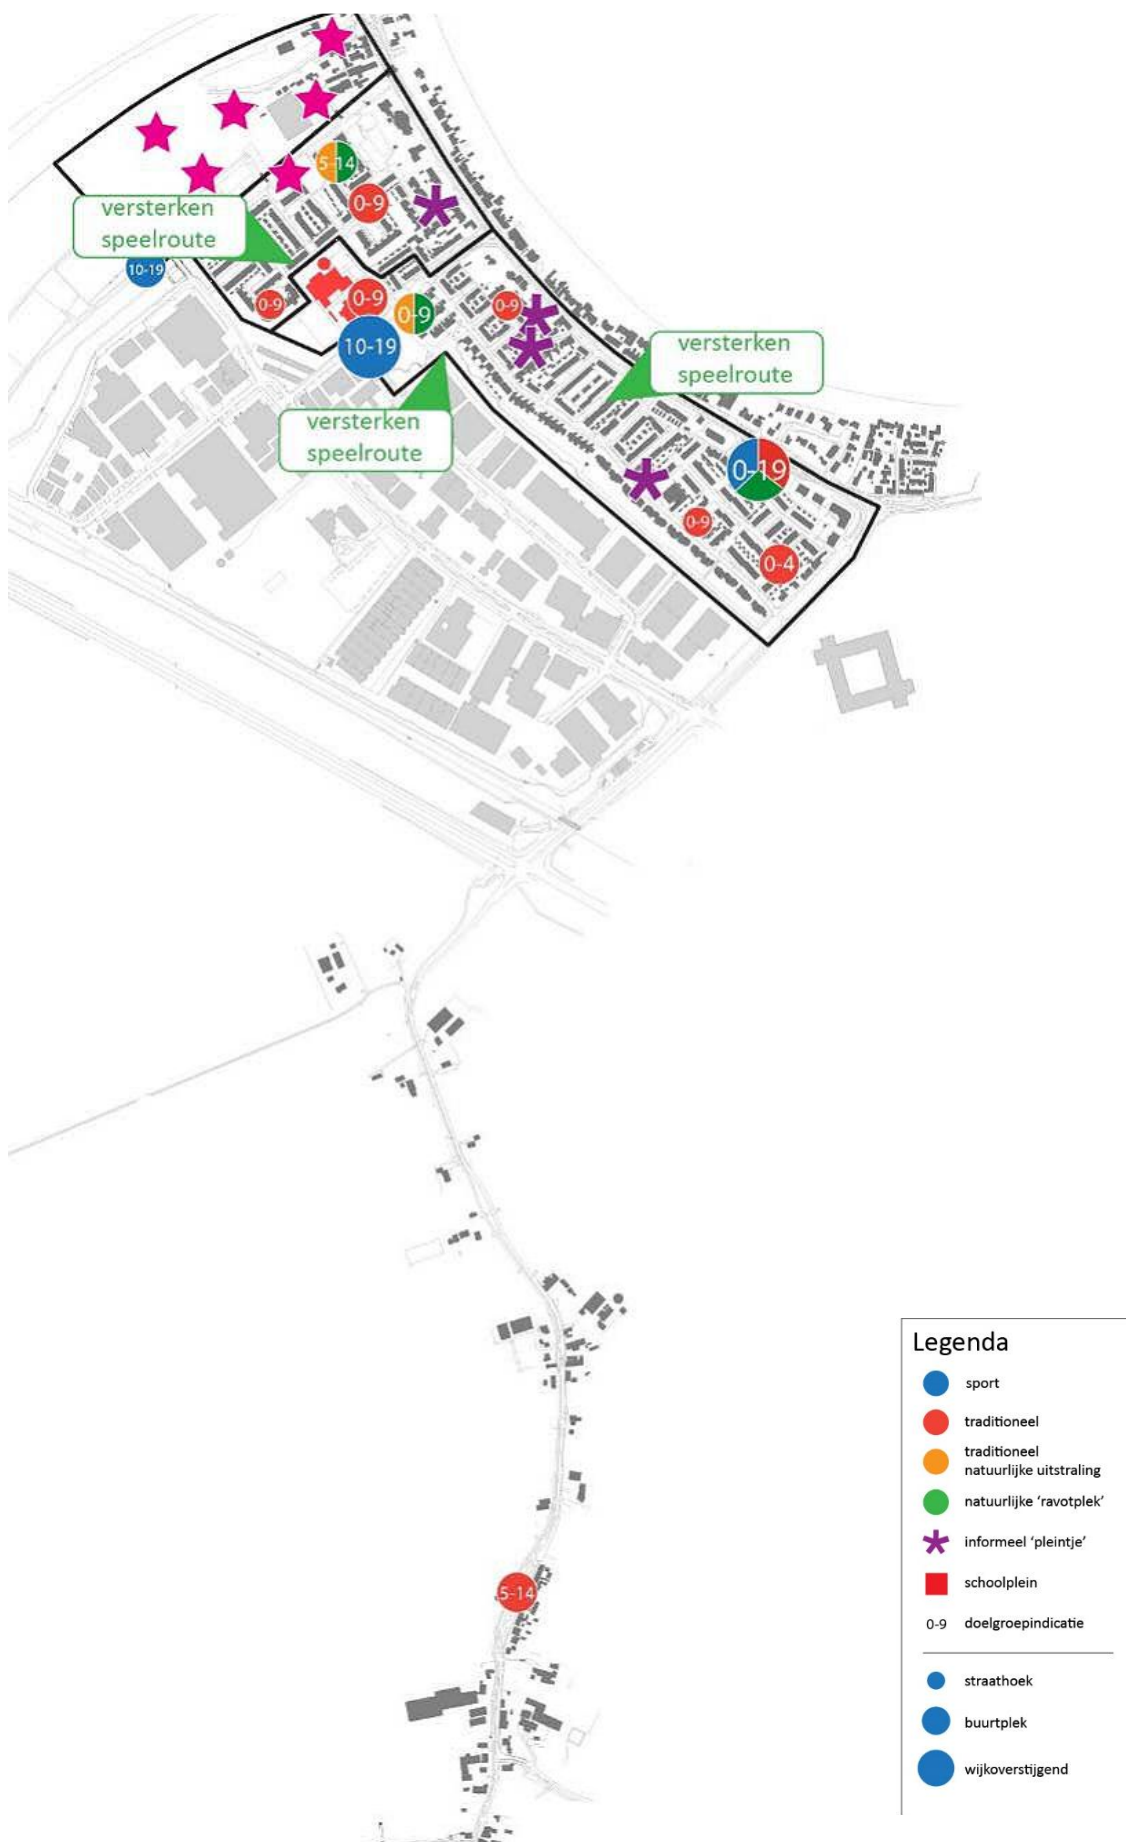 5-14
0-9
versterken
speelroute
10-19
0-9
0-9
0-9
10-19
0-9
versterken
speelroute
versterken
speelroute
0-19
0-9
0-4
5-14
Legenda
sport
traditioneel
traditioneel
natuurlijke uitstraling
natuurlijke ‘ravotplek’
informeel ‘pleintje’
schoolplein
0-9 doelgroepindicatie
straathoek
buurtplek
wijkoverstijgend